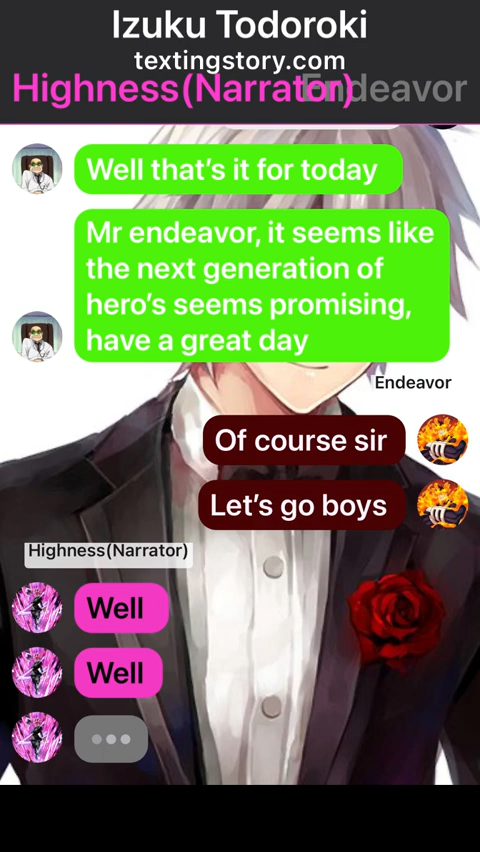 Izuku Todoroki
textingstory.com
Highness(Narrator)
Endeavor
Well that’s it for today
Mr endeavor, it seems like
the next generation of
hero’s seems promising,
have a great day
Endeavor
Of course sir
Let’s go boys
Highness(Narrator)
Well
Well